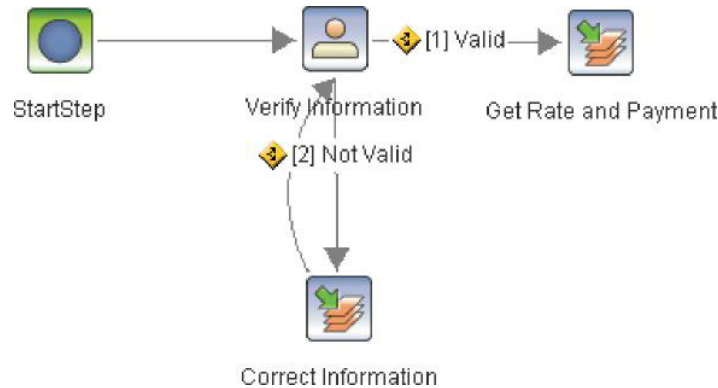 [1] Valid
StartStep
Verify Information
Get Rate and Payment
[2] Not Valid
Correct Information